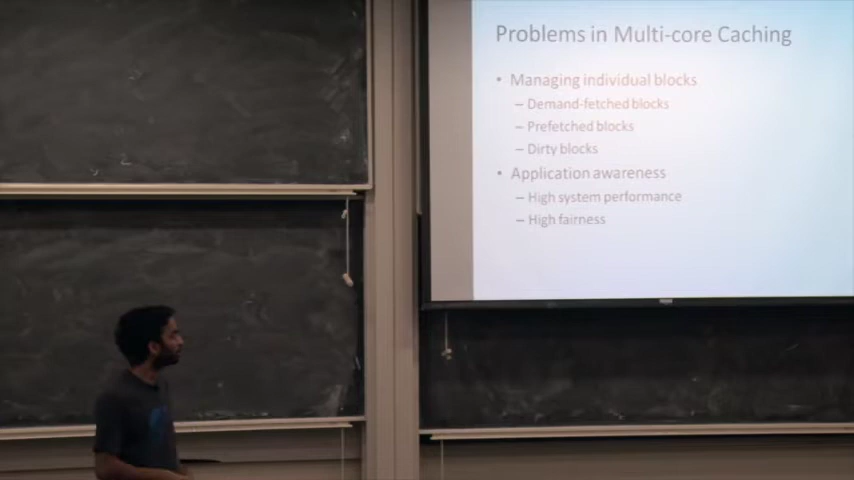 Problems in Multi-core Caching
• Managing individual blocks
– Demand-fetched blocks
– Prefetched blocks
– Dirty blocks
• Application awareness
– High system performance
– High fairness